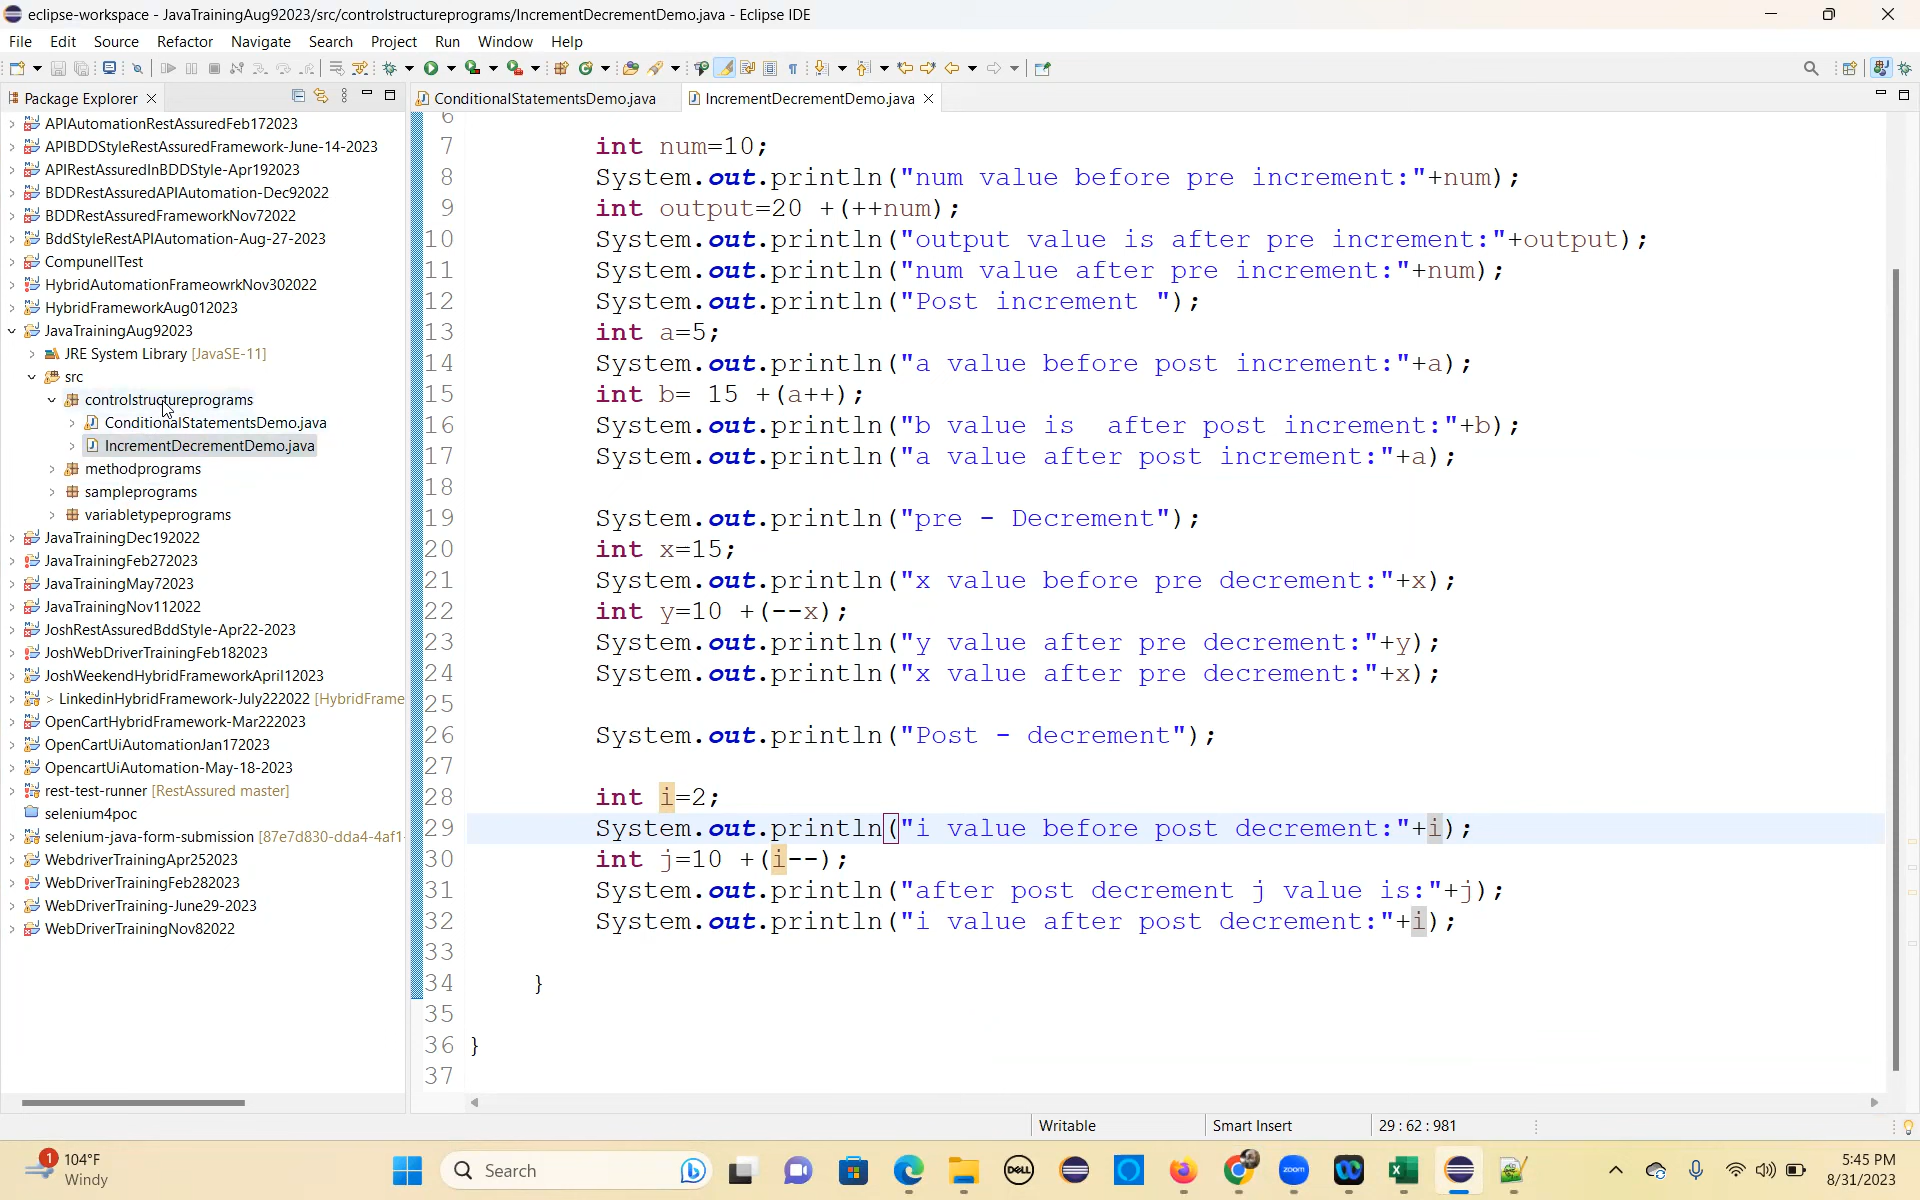 eclipse-workspace - JavaTrainingAug92023/src/controlstructureprograms/IncrementDecrementDemo.java - Eclipse IDE
File Edit Source Refactor Navigate Search Project Run Window Help
Package Explorer
ConditionalStatementsDemo.java
IncrementDecrementDemo.java
APIAutomationRestAssuredFeb172023
APIBDDStyleRestAssuredFramework-June-14-2023
APIRestAssuredInBDDStyle-Apr192023
BDDRestAssuredAPIAutomation-Dec92022
BDDRestAssuredFrameworkNov72022
BddStyleRestAPIAutomation-Aug-27-2023
CompunellTest
HybridAutomationFrameowrkNov302022
HybridFrameworkAug012023
JavaTrainingAug92023
JRE System Library [JavaSE-11]
src
controlstructureprograms
ConditionalStatementsDemo.java
IncrementDecrementDemo.java
methodprograms
sampleprograms
variabletypeprograms
JavaTrainingDec192022
JavaTrainingFeb272023
JavaTrainingMay72023
JavaTrainingNov112022
JoshRestAssuredBddStyle-Apr22-2023
JoshWebDriverTrainingFeb182023
JoshWeekendHybridFrameworkApril12023
> LinkedinHybridFramework-July222022 [HybridFrame
OpenCartHybridFramework-Mar222023
OpenCartUiAutomationJan172023
OpencartUiAutomation-May-18-2023
rest-test-runner [RestAssured master]
selenium4poc
selenium-java-form-submission [87e7d830-dda4-4af1
WebdriverTrainingApr252023
WebDriverTrainingFeb282023
WebDriverTraining-June29-2023
WebDriverTrainingNov82022
6
7 int num=10;
8 System.out.println("num value before pre increment:"+num);
9 int output=20 +(++num);
10 System.out.println("output value is after pre increment:"+output);
11 System.out.println("num value after pre increment:"+num);
12 System.out.println("Post increment ");
13 int a=5;
14 System.out.println("a value before post increment:"+a);
15 int b= 15 +(a++);
16 System.out.println("b value is  after post increment:"+b);
17 System.out.println("a value after post increment:"+a);
18
19 System.out.println("pre - Decrement");
20 int x=15;
21 System.out.println("x value before pre decrement:"+x);
22 int y=10 +(--x);
23 System.out.println("y value after pre decrement:"+y);
24 System.out.println("x value after pre decrement:"+x);
25
26 System.out.println("Post - decrement");
27
28 int i=2;
29 System.out.println("i value before post decrement:"+i);
30 int j=10 +(i--);
31 System.out.println("after post decrement j value is:"+j);
32 System.out.println("i value after post decrement:"+i);
33
34 }
35
36 }
37
Writable Smart Insert 29 : 62 : 981
1 104°F
Windy
Search
DELL
zoom
5:45 PM
8/31/2023